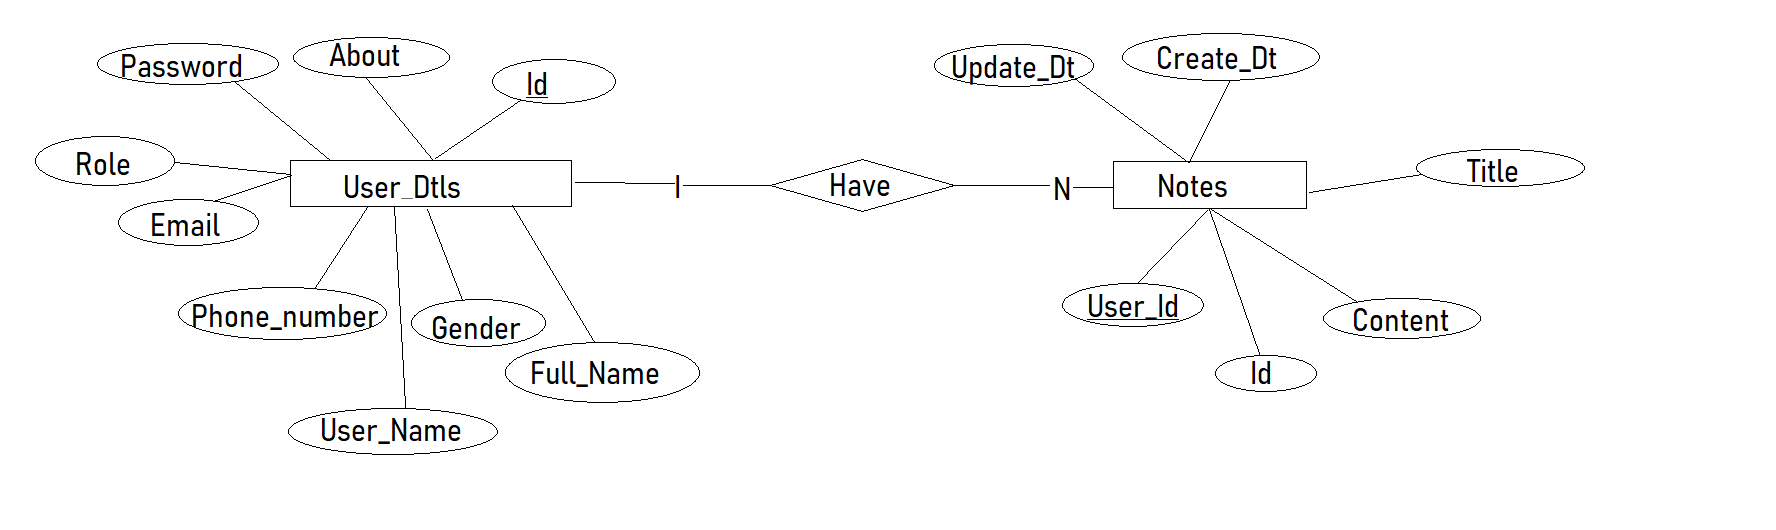 Password
About
Id
Update_Dt
Create_Dt
Role
Title
User_Dtls
I
Have
N
Notes
Email
Phone_number
Gender
User_Id
Content
Full_Name
Id
User_Name